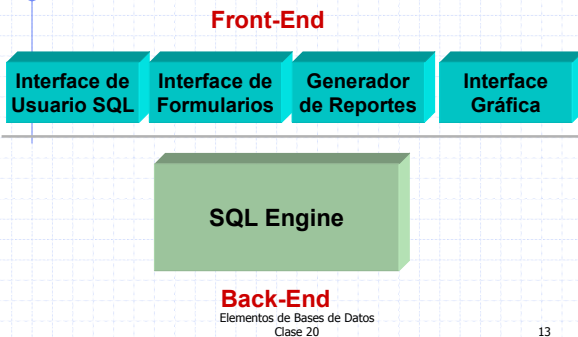 Front-End
Interface de
Usuario SQL
Interface de
Formularios
Generador
de Reportes
Interface
Gráfica
SQL Engine
Back-End
Elementos de Bases de Datos
Clase 20
13